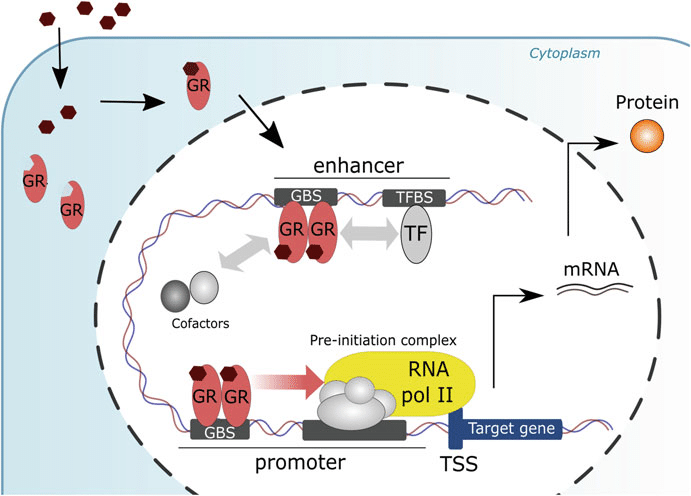 Cytoplasm
GR
Protein
enhancer
GR
GBS
TFBS
GR
GR GR
TF
mRNA
Cofactors
Pre-initiation complex
RNA
pol II
GR GR
GBS
Target gene
promoter
TSS